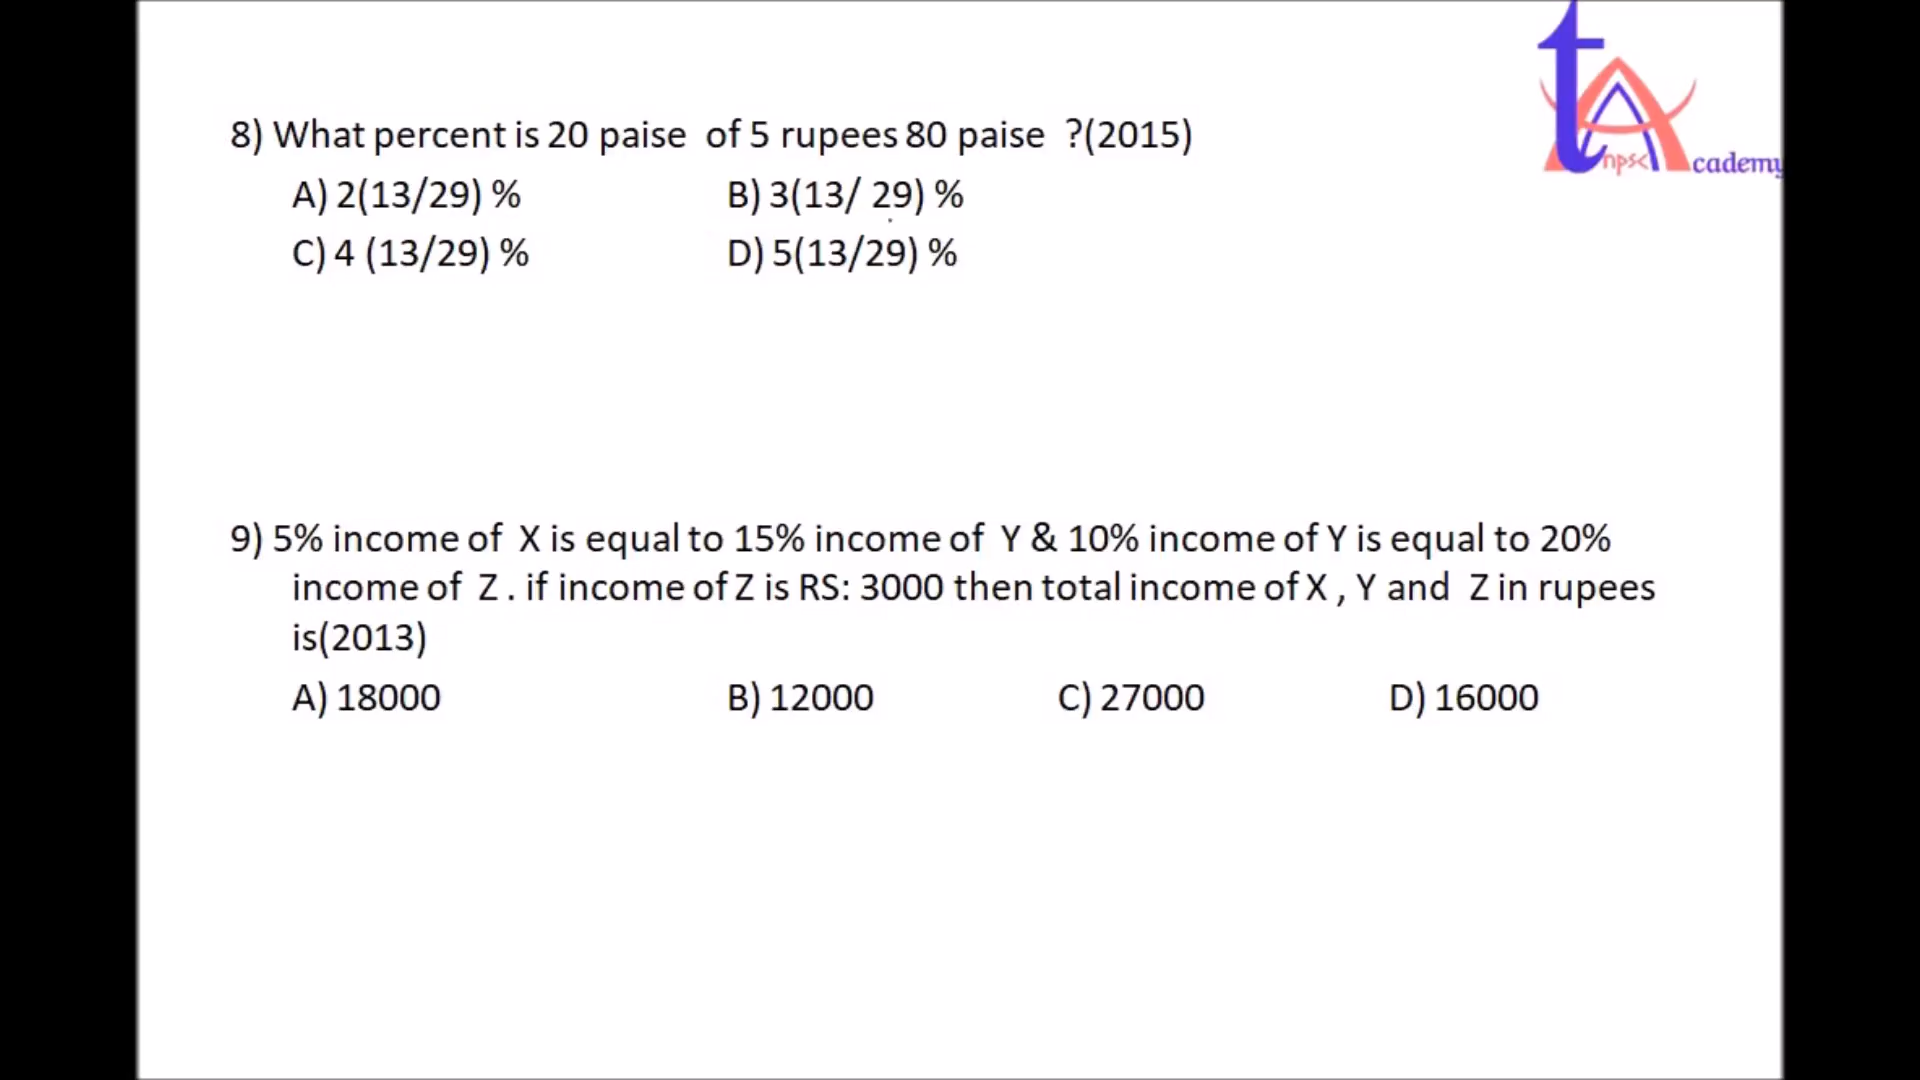 tA
npsc cademy
8) What percent is 20 paise of 5 rupees 80 paise ?(2015)
A) 2(13/29) % B) 3(13/ 29) %
C) 4 (13/29) % D) 5(13/29) %
9) 5% income of X is equal to 15% income of Y & 10% income of Y is equal to 20%
income of Z . if income of Z is RS: 3000 then total income of X , Y and Z in rupees
is(2013)
A) 18000 B) 12000 C) 27000 D) 16000